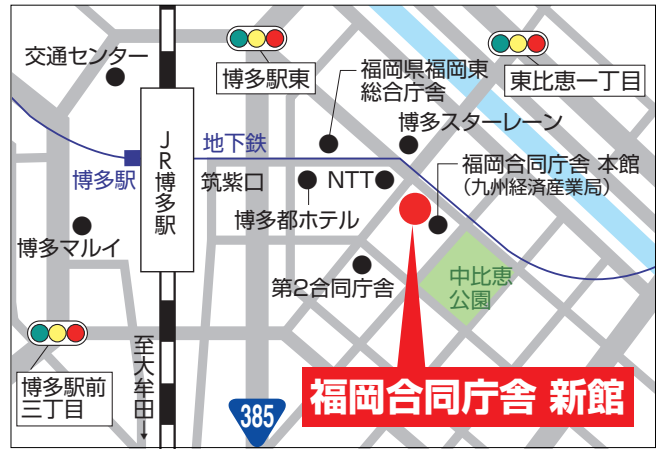 交通センター
博多駅東
福岡県福岡東
総合庁舎
東比恵一丁目
博多スターレーン
地下鉄
博多駅
JR博多駅
筑紫口
NTT
福岡合同庁舎 本館
(九州経済産業局)
博多都ホテル
博多マルイ
第2合同庁舎
中比恵
公園
博多駅前
三丁目
至大牟田
385
福岡合同庁舎 新館